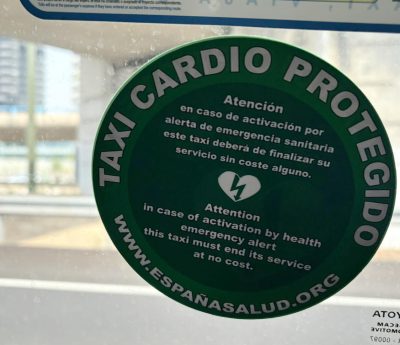 TAXI CARDIO PROTEGIDO
Atención
en caso de activación por
alerta de emergencia sanitaria
este taxi deberá de finalizar su
servicio sin coste alguno.
Attention
in case of activation by health
emergency alert
this taxi must end its service
at no cost.
WWW.ESPAÑASALUD.ORG